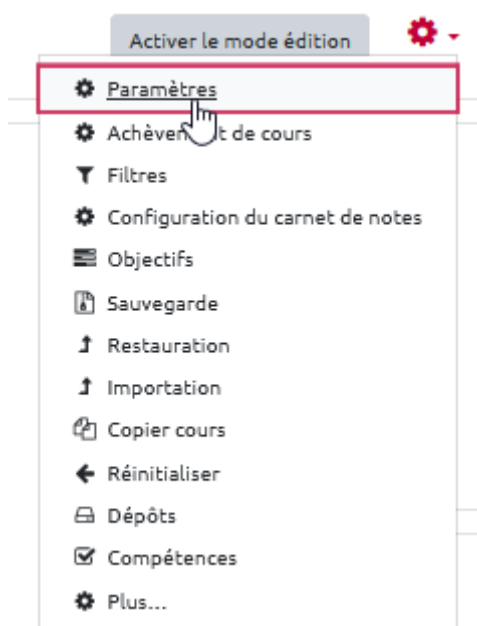 Activer le mode édition
Paramètres
de cours
Filtres
Configuration du carnet de notes
Objectifs
Sauvegarde
Restauration
Importation
Copier cours
Réinitialiser
Dépôts
Compétences
Plus...